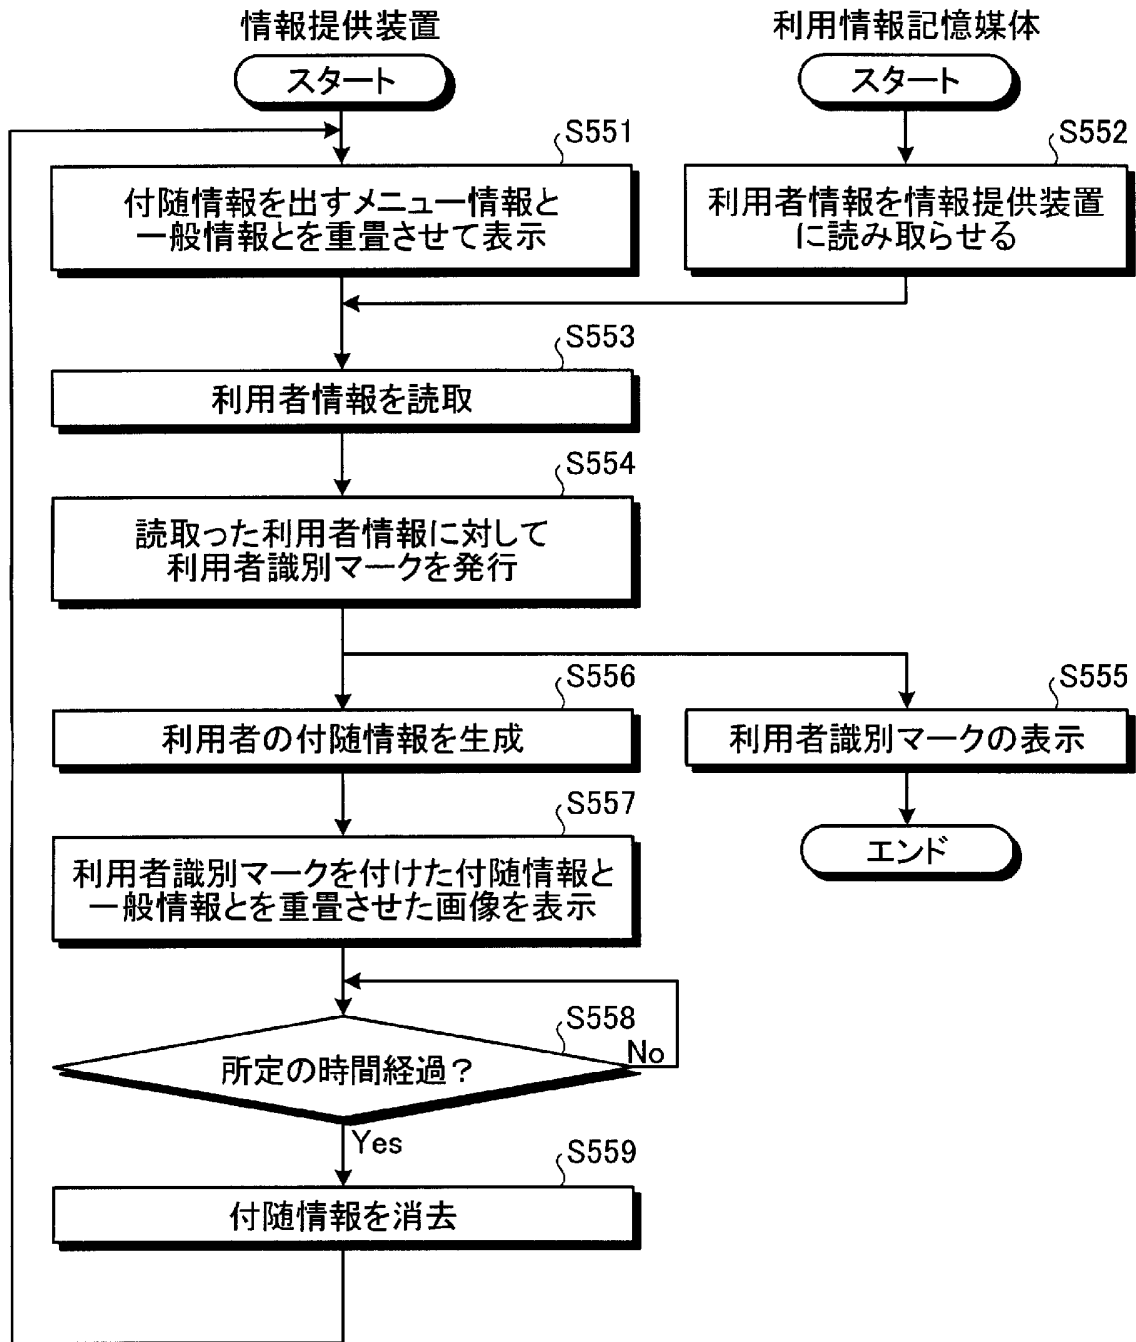 情報提供装置
利用情報記憶媒体
スタート
スタート
S551
付随情報を出すメニュー情報と
一般情報とを重畳させて表示
S552
利用者情報を情報提供装置
に読み取らせる
S553
利用者情報を読取
S554
読取った利用者情報に対して
利用者識別マークを発行
S556
利用者の付随情報を生成
S555
利用者識別マークの表示
エンド
S557
利用者識別マークを付けた付随情報と
一般情報とを重畳させた画像を表示
S558
所定の時間経過？
No
Yes
S559
付随情報を消去